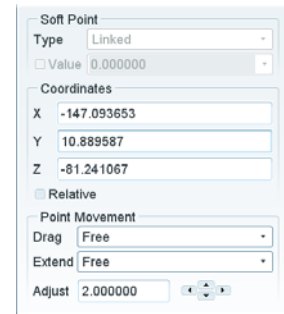 Soft Point
Type Linked
Value 0.000000
Coordinates
X -147.093653
Y 10.889587
Z -81.241067
Relative
Point Movement
Drag Free
Extend Free
Adjust 2.000000